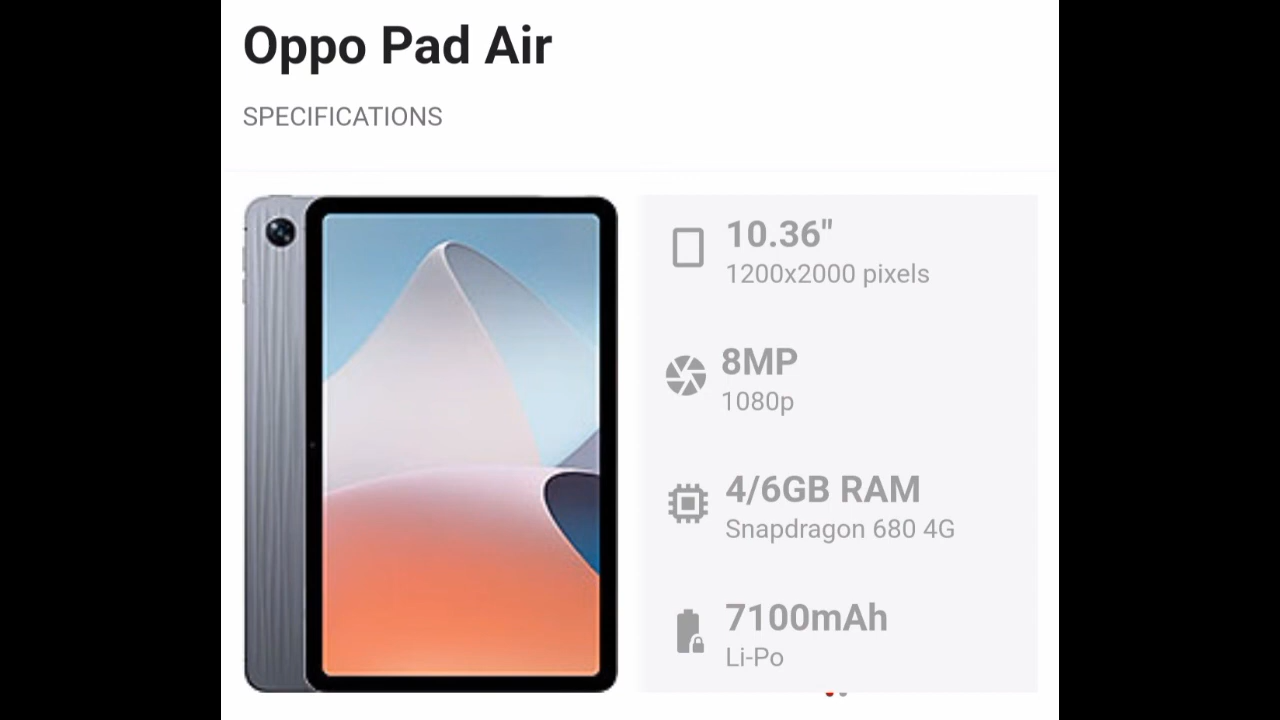 Oppo Pad Air
SPECIFICATIONS
10.36"
1200x2000 pixels
8MP
1080p
4/6GB RAM
Snapdragon 680 4G
7100mAh
Li-Po